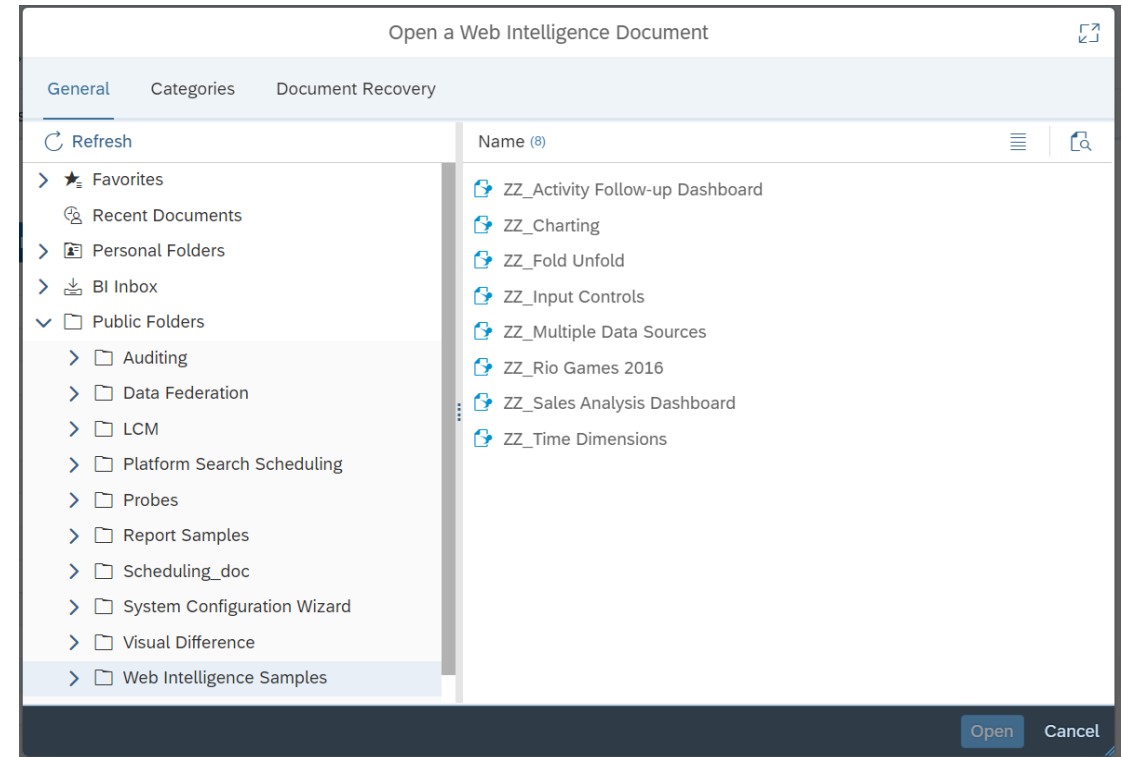 Open a Web Intelligence Document
General
Categories
Document Recovery
Refresh
Favorites
Recent Documents
Personal Folders
BI Inbox
Public Folders
Auditing
Data Federation
LCM
Platform Search Scheduling
Probes
Report Samples
Scheduling_doc
System Configuration Wizard
Visual Difference
Web Intelligence Samples
Name (8)
ZZ_Activity Follow-up Dashboard
ZZ_Charting
ZZ_Fold Unfold
ZZ_Input Controls
ZZ_Multiple Data Sources
ZZ_Rio Games 2016
ZZ_Sales Analysis Dashboard
ZZ_Time Dimensions
Open
Cancel